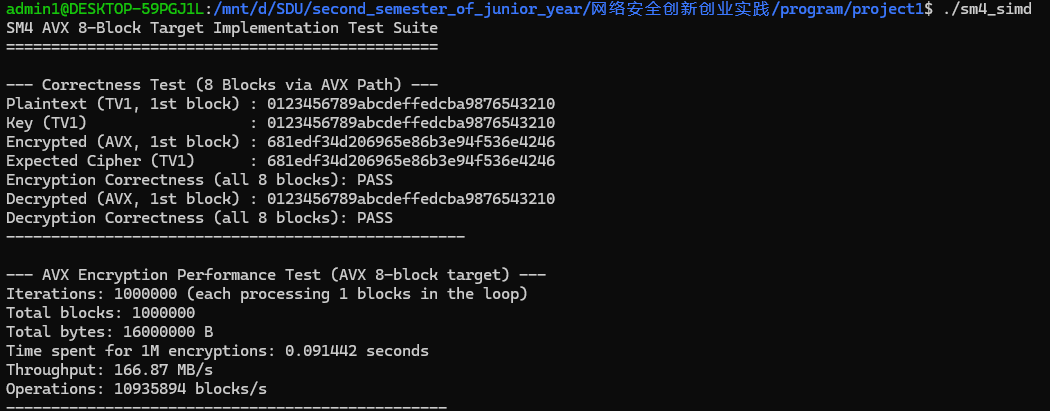 admin1@DESKTOP-59PGJ1L:/mnt/d/SDU/second_semester_of_junior_year/网络安全创新创业实践/program/project1$ ./sm4_simd
SM4 AVX 8-Block Target Implementation Test Suite
================================================
--- Correctness Test (8 Blocks via AVX Path) ---
Plaintext (TV1, 1st block) : 0123456789abcdeffedcba9876543210
Key (TV1)                  : 0123456789abcdeffedcba9876543210
Encrypted (AVX, 1st block) : 681edf34d206965e86b3e94f536e4246
Expected Cipher (TV1)      : 681edf34d206965e86b3e94f536e4246
Encryption Correctness (all 8 blocks): PASS
Decrypted (AVX, 1st block) : 0123456789abcdeffedcba9876543210
Decryption Correctness (all 8 blocks): PASS
---------------------------------------------------
--- AVX Encryption Performance Test (AVX 8-block target) ---
Iterations: 1000000 (each processing 1 blocks in the loop)
Total blocks: 1000000
Total bytes: 16000000 B
Time spent for 1M encryptions: 0.091442 seconds
Throughput: 166.87 MB/s
Operations: 10935894 blocks/s
=================================================